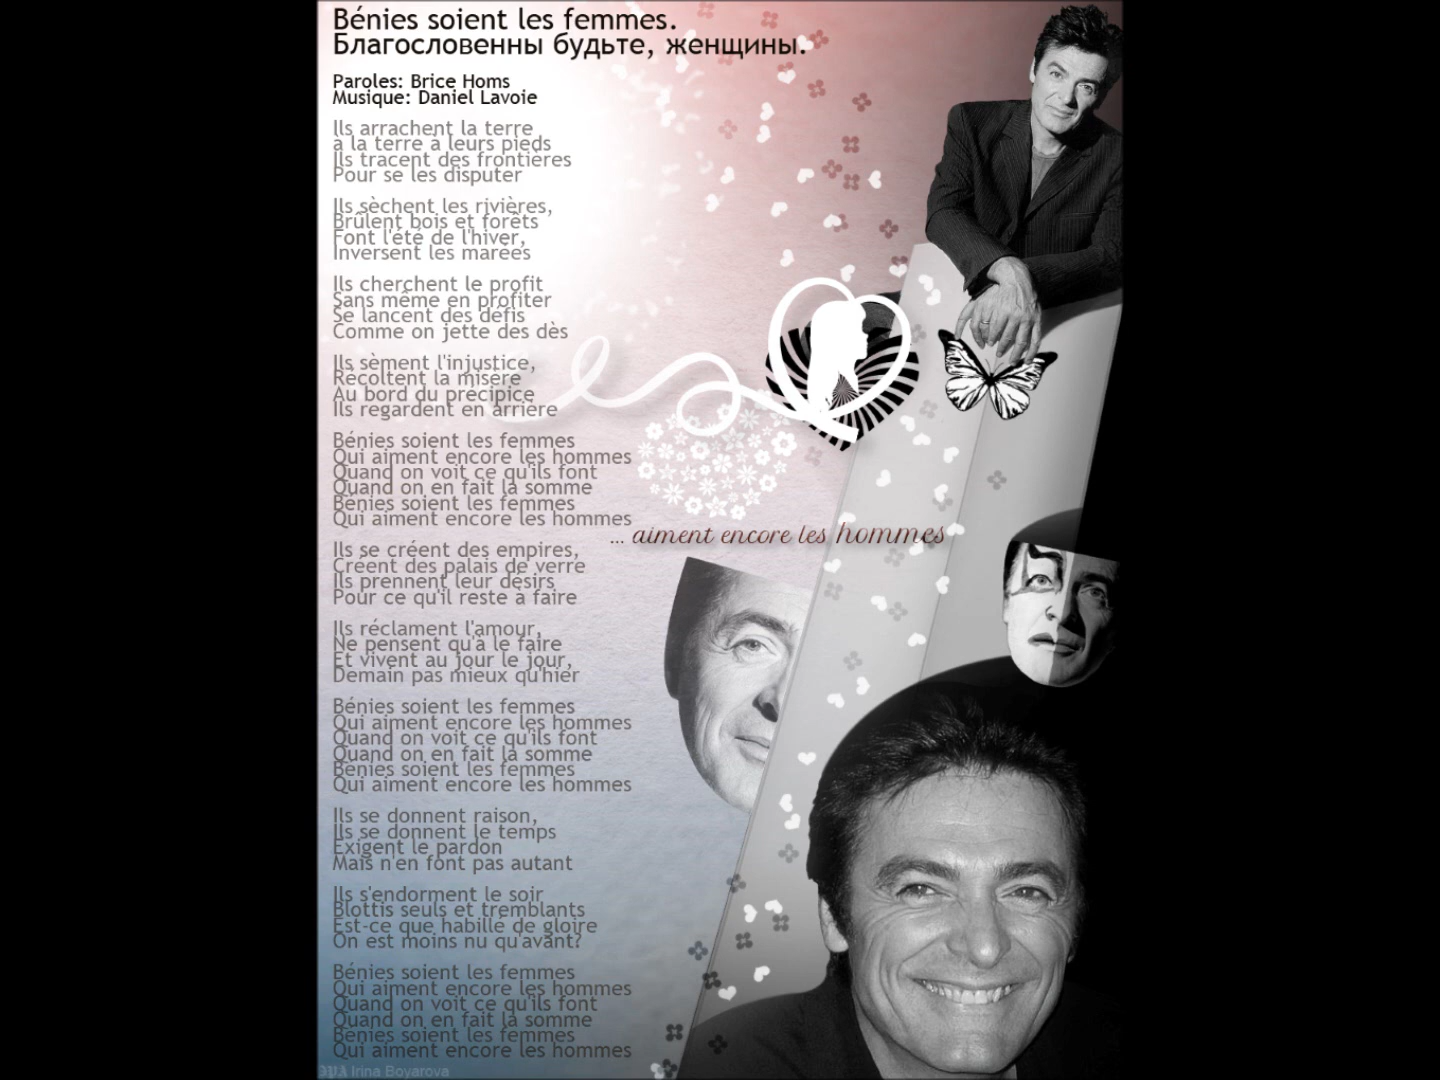 Bénies soient les femmes.
Благословенны будьте, женщины.
Paroles: Brice Homs
Musique: Daniel Lavoie
Ils arrachent la terre
a la terre à leurs pieds
Ils tracent des frontières
Pour se les disputer
Ils sèchent les rivières,
Brûlent bois et forêts
Font l'été de l'hiver,
Inversent les marées
Ils cherchent le profit
Sans même en profiter
Se lancent des défis
Comme on jette des dès
Ils sèment l'injustice,
Récoltent la misère
Au bord du précipice
Ils regardent en arrière
Bénies soient les femmes
Qui aiment encore les hommes
Quand on voit ce qu'ils font
Quand on en fait la somme
Bénies soient les femmes
Qui aiment encore les hommes
... aiment encore les hommes
Ils se créent des empires,
Créent des palais de verre
Ils prennent leur désirs
Pour ce qu'il reste à faire
Ils réclament l'amour,
Ne pensent qu'à le faire
Et vivent au jour le jour,
Demain pas mieux qu'hier
Bénies soient les femmes
Qui aiment encore les hommes
Quand on voit ce qu'ils font
Quand on en fait la somme
Bénies soient les femmes
Qui aiment encore les hommes
Ils se donnent raison,
Ils se donnent le temps
Exigent le pardon
Mais n'en font pas autant
Ils s'endorment le soir
Blottis seuls et tremblants
Est-ce que habillé de gloire
On est moins nu qu'avant?
Bénies soient les femmes
Qui aiment encore les hommes
Quand on voit ce qu'ils font
Quand on en fait la somme
Bénies soient les femmes
Qui aiment encore les hommes
Irina Boyarova